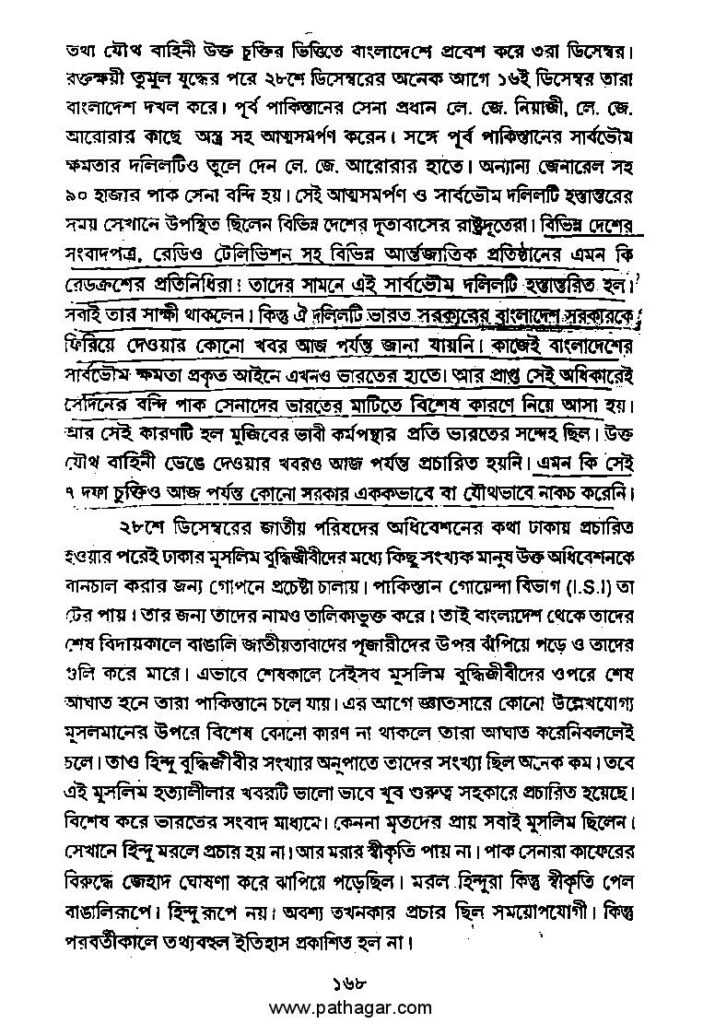 তথা যৌথ বাহিনী উক্ত চুক্তির ভিত্তিতে বাংলাদেশে প্রবেশ করে ৩রা ডিসেম্বর।
রক্তক্ষয়ী তুমুল যুদ্ধের পরে ২৮শে ডিসেম্বরের অনেক আগে ১৬ই ডিসেম্বর তারা
বাংলাদেশ দখল করে। পূর্ব পাকিস্তানের সেনা প্রধান লে. জে. নিয়াজী, লে. জে.
আরোরার কাছে অস্ত্র সহ আত্মসমর্পণ করেন। সঙ্গে পূর্ব পাকিস্তানের সার্বভৌম
ক্ষমতার দলিলটিও তুলে দেন লে. জে. আরোরার হাতে। অন্যান্য জেনারেল সহ
৯০ হাজার পাক সেনা বন্দি হয়। সেই আত্মসমর্পণ ও সার্বভৌম দলিলটি হস্তান্তরের
সময় সেখানে উপস্থিত ছিলেন বিভিন্ন দেশের দূতাবাসের রাষ্ট্রদূতেরা। বিভিন্ন দেশের
সংবাদপত্র, রেডিও টেলিভিশন সহ বিভিন্ন আর্ন্তজাতিক প্রতিষ্ঠানের এমন কি
রেডক্রশের প্রতিনিধিরা। তাদের সামনে এই সার্বভৌম দলিলটি হস্তান্তরিত হল।
সবাই তার সাক্ষী থাকলেন। কিন্তু ঐ দলিলটি ভারত সরকারের বাংলাদেশ সরকারকে
ফিরিয়ে দেওয়ার কোনো খবর আজ পর্যন্ত জানা যায়নি। কাজেই বাংলাদেশের
সার্বভৌম ক্ষমতা প্রকৃত আইনে এখনও ভারতের হাতে। আর প্রাপ্ত সেই অধিকারেই
সেদিনের বন্দি পাক সেনাদের ভারতের মাটিতে বিশেষ কারণে নিয়ে আসা হয়।
আর সেই কারণটি হল মুজিবের ভাবী কর্মপন্থার প্রতি ভারতের সন্দেহ ছিল। উক্ত
যৌথ বাহিনী ভেঙে দেওয়ার খবরও আজ পর্যন্ত প্রচারিত হয়নি। এমন কি সেই
৭ দফা চুক্তিও আজ পর্যন্ত কোনো সরকার এককভাবে বা যৌথভাবে নাকচ করেনি।
২৮শে ডিসেম্বরের জাতীয় পরিষদের অধিবেশনের কথা ঢাকায় প্রচারিত
হওয়ার পরেই ঢাকার মুসলিম বুদ্ধিজীবীদের মধ্যে কিছু সংখ্যক মানুষ উক্ত অধিবেশনকে
বানচাল করার জন্য গোপনে প্রচেষ্টা চালায়। পাকিস্তান গোয়েন্দা বিভাগ (I.S.I) তা
টের পায়। তার জন্য তাদের নামও তালিকাভুক্ত করে। তাই বাংলাদেশ থেকে তাদের
শেষ বিদায়কালে বাঙালি জাতীয়তাবাদের পূজারীদের উপর ঝাঁপিয়ে পড়ে ও তাদের
গুলি করে মারে। এভাবে শেষকালে সেইসব মুসলিম বুদ্ধিজীবীদের ওপরে শেষ
আঘাত হনে তারা পাকিস্তানে চলে যায়। এর আগে জ্ঞাতসারে কোনো উল্লেখযোগ্য
মুসলমানের উপরে বিশেষ কোনো কারণ না থাকলে তারা আঘাত করেনিবললেই
চলে। তাও হিন্দু বুদ্ধিজীবীর সংখ্যার অনুপাতে তাদের সংখ্যা ছিল অনেক কম। তবে
এই মুসলিম হত্যালীলার খবরটি ভালো ভাবে খুব গুরুত্ব সহকারে প্রচারিত হয়েছে।
বিশেষ করে ভারতের সংবাদ মাধ্যমে। কেননা মৃতদের প্রায় সবাই মুসলিম ছিলেন।
সেখানে হিন্দু মরলে প্রচার হয় না। আর মরার স্বীকৃতি পায় না। পাক সেনারা কাফেরের
বিরুদ্ধে জেহাদ ঘোষণা করে ঝাপিয়ে পড়েছিল। মরল হিন্দুরা কিন্তু স্বীকৃতি পেল
বাঙালিরূপে। হিন্দু রূপে নয়। অবশ্য তখনকার প্রচার ছিল সময়োপযোগী। কিন্তু
পরবর্তীকালে তথ্যবহুল ইতিহাস প্রকাশিত হল না।
১৬৮
www.pathagar.com